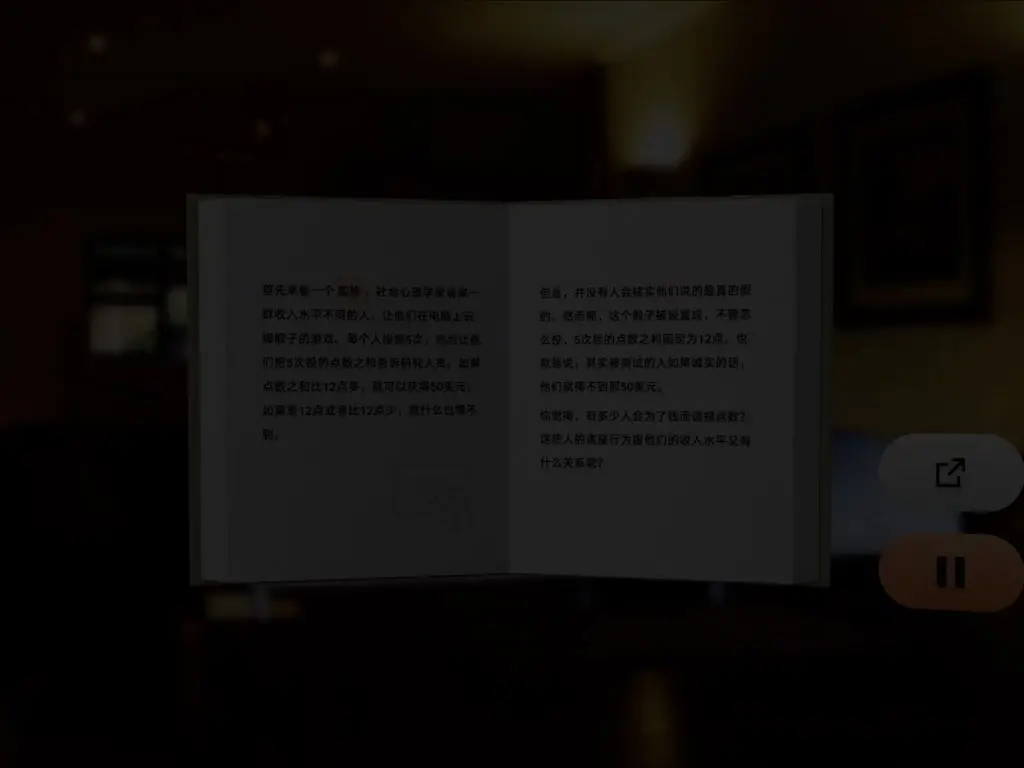 首先来看一个实验。社会心理学家请来一
群收入水平不同的人，让他们在电脑上玩
掷骰子的游戏。每个人投掷5次，然后让他
们把5次投的点数之和告诉研究人员。如果
点数之和比12点多，就可以获得50美元。
如果是12点或者比12点少，就什么也得不
到。
但是，并没有人会核实他们说的是真的假
的。然而呢，这个骰子被设置成，不管怎
么投，5次后的点数之和固定为12点。也
就是说，其实被测试的人如果诚实的话，
他们就得不到那50美元。
你觉得，有多少人会为了钱而谎报点数？
这些人的谎报行为跟他们的收入水平又有
什么关系呢？